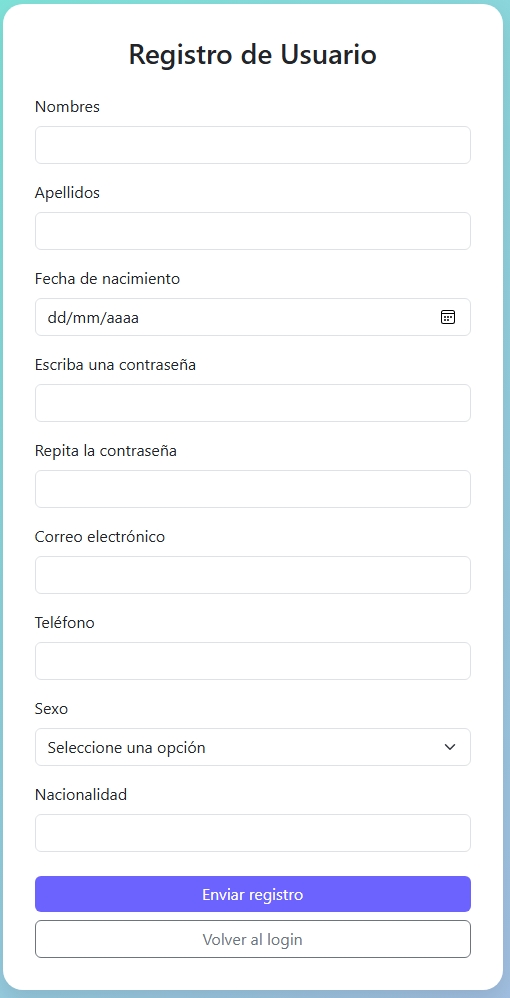 Registro de Usuario
Nombres
Apellidos
Fecha de nacimiento
dd/mm/aaaa
Escriba una contraseña
Repita la contraseña
Correo electrónico
Teléfono
Sexo
Seleccione una opción
Nacionalidad
Enviar registro
Volver al login